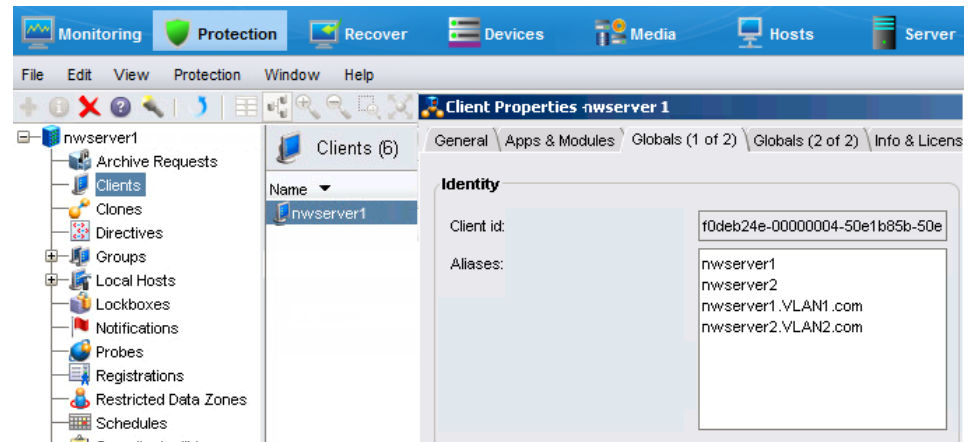 Monitoring Protection Recover Devices Media Hosts Server
File Edit View Protection Window Help
Client Properties -nwserver 1
nwserver1
Archive Requests
Clients
Clones
Directives
Groups
Local Hosts
Lockboxes
Notifications
Probes
Registrations
Restricted Data Zones
Schedules
Clients (6)
Name
nwserver1
General Apps & Modules Globals (1 of 2) Globals (2 of 2) Info & Licens
Identity
Client id: f0deb24e-00000004-50e1b85b-50e
Aliases:
nwserver1
nwserver2
nwserver1.VLAN1.com
nwserver2.VLAN2.com